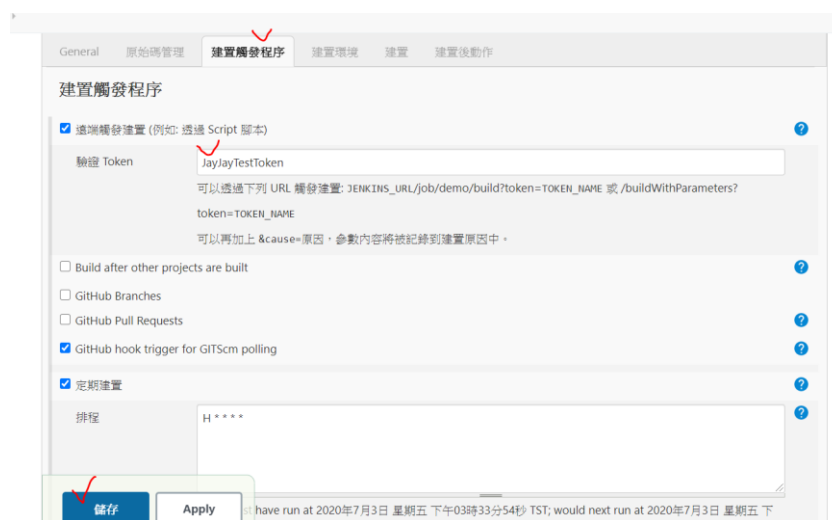 General 原始碼管理 建置觸發程序 建置環境 建置 建置後動作
建置觸發程序
遠端觸發建置 (例如: 透過 Script 腳本)
驗證 Token JayJayTestToken
可以透過下列 URL 觸發建置: JENKINS_URL/job/demo/build?token=TOKEN_NAME 或 /buildWithParameters?
token=TOKEN_NAME
可以再加上 &cause=原因，參數內容將被紀錄到建置原因中。
Build after other projects are built
GitHub Branches
GitHub Pull Requests
GitHub hook trigger for GITScm polling
定期建置
排程 H * * * *
儲存 Apply have run at 2020年7月3日 星期五 下午03時33分54秒 TST; would next run at 2020年7月3日 星期五 下